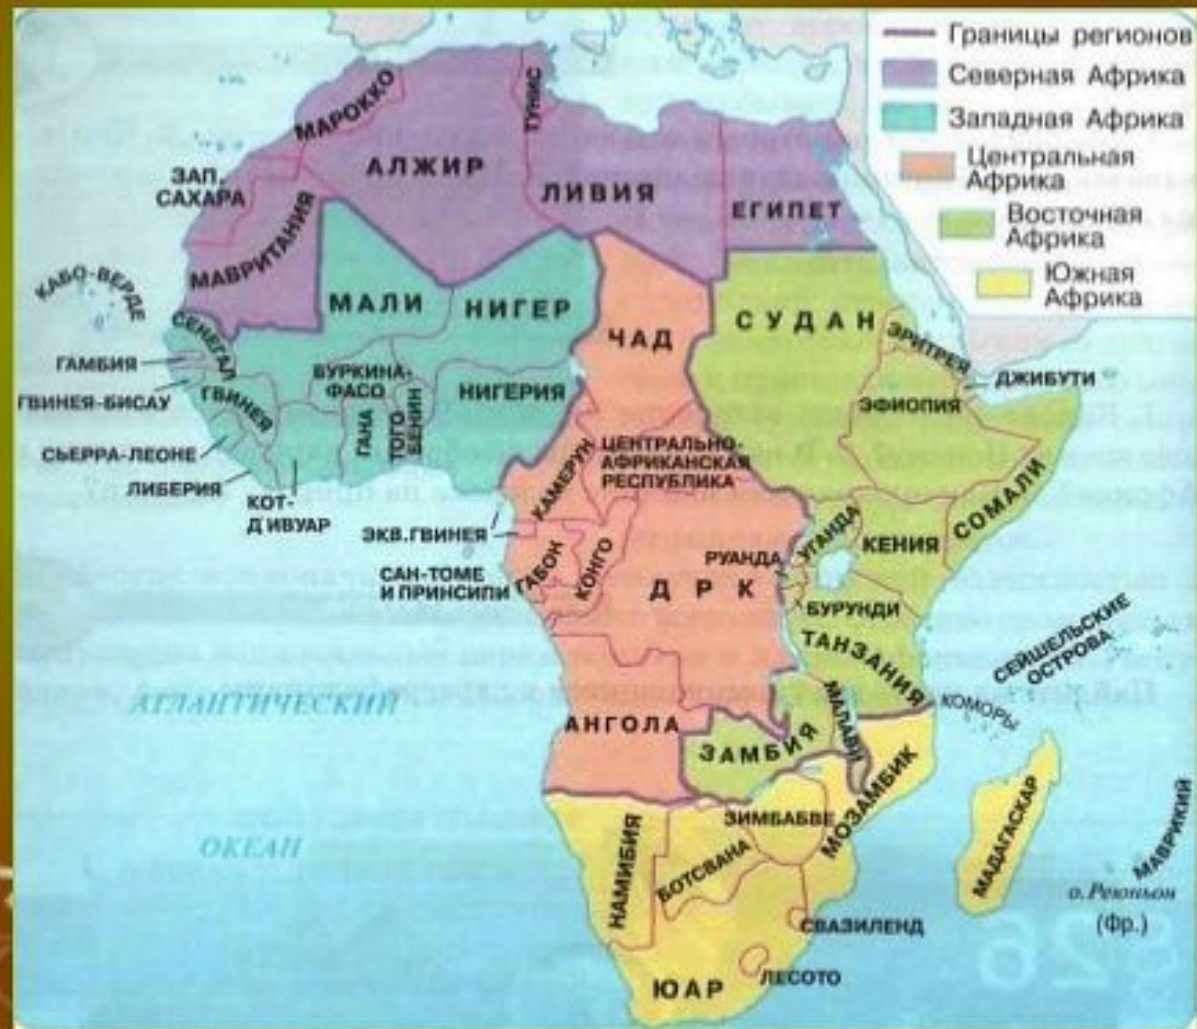 Границы регионов
Северная Африка
Западная Африка
Центральная
Африка
Восточная
Африка
Южная
Африка
МАРОККО
ТУНИС
АЛЖИР
ЛИВИЯ
ЕГИПЕТ
ЗАП.
САХАРА
МАВРИТАНИЯ
КАБО-ВЕРДЕ
МАЛИ
НИГЕР
ЧАД
СУДАН
ЭРИТРЕЯ
СЕНЕГАЛ
ГАМБИЯ
ГВИНЕЯ-БИСАУ
ГВИНЕЯ
БУРКИНА-
ФАСО
НИГЕРИЯ
ДЖИБУТИ
ЭФИОПИЯ
СЬЕРРА-ЛЕОНЕ
ЛИБЕРИЯ
КОТ-
Д'ИВУАР
ГАНА
ТОГО
БЕНИН
КАМЕРУН
ЦЕНТРАЛЬНО-
АФРИКАНСКАЯ
РЕСПУБЛИКА
СОМАЛИ
ЭКВ. ГВИНЕЯ
САН-ТОМЕ
И ПРИНСИПИ
ГАБОН
КОНГО
ДРК
РУАНДА
УГАНДА
КЕНИЯ
БУРУНДИ
ТАНЗАНИЯ
СЕЙШЕЛЬСКИЕ
ОСТРОВА
КОМОРЫ
АТЛАНТИЧЕСКИЙ
ОКЕАН
АНГОЛА
ЗАМБИЯ
МАЛАВИ
МОЗАМБИК
ЗИМБАБВЕ
НАМИБИЯ
БОТСВАНА
МАДАГАСКАР
МАВРИКИЙ
о. Реюньон
(Фр.)
СВАЗИЛЕНД
ЛЕСОТО
ЮАР